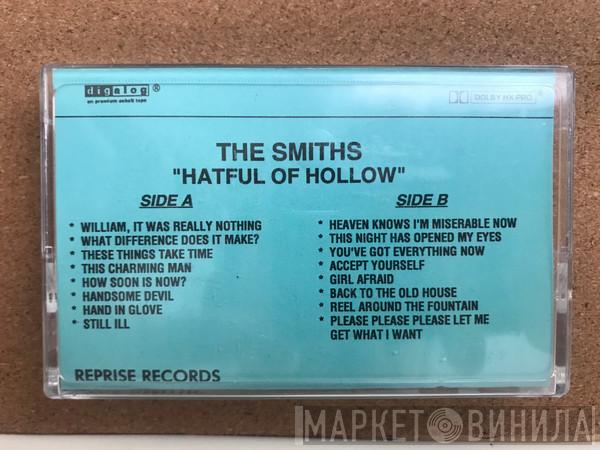 digalog®
on premium cobalt tape
DOLBY HX PRO
THE SMITHS
"HATFUL OF HOLLOW"
SIDE A
* WILLIAM, IT WAS REALLY NOTHING
* WHAT DIFFERENCE DOES IT MAKE?
* THESE THINGS TAKE TIME
* THIS CHARMING MAN
* HOW SOON IS NOW?
* HANDSOME DEVIL
* HAND IN GLOVE
* STILL ILL
SIDE B
* HEAVEN KNOWS I'M MISERABLE NOW
* THIS NIGHT HAS OPENED MY EYES
* YOU'VE GOT EVERYTHING NOW
* ACCEPT YOURSELF
* GIRL AFRAID
* BACK TO THE OLD HOUSE
* REEL AROUND THE FOUNTAIN
* PLEASE PLEASE PLEASE LET ME
GET WHAT I WANT
REPRISE RECORDS
МАРКЕТ ВИНИЛА